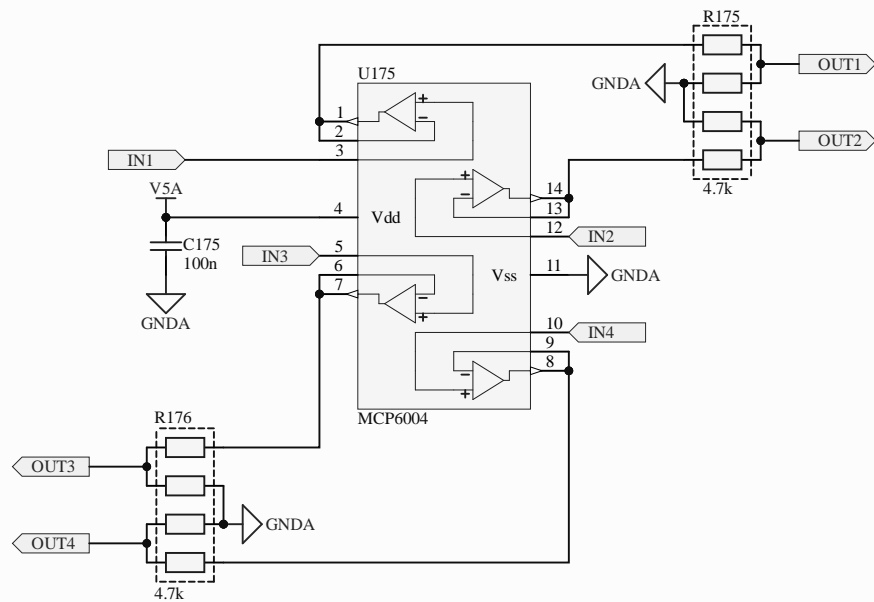 R175
OUT1
GNDA
OUT2
4.7k
U175
1
2
3
IN1
+
−
+
−
14
13
12
IN2
V5A
4
Vdd
C175
100n
GNDA
IN3
5
6
7
−
+
Vss
11
GNDA
10
IN4
9
8
−
+
MCP6004
R176
OUT3
GNDA
OUT4
4.7k